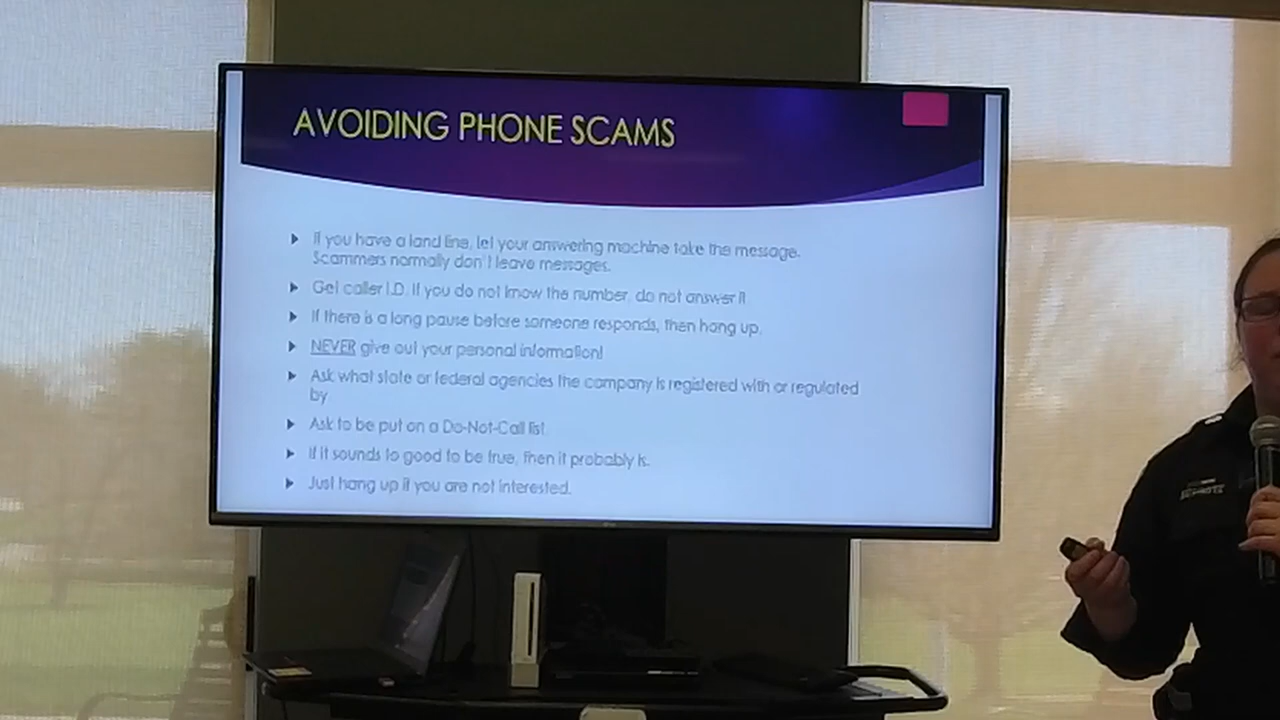 AVOIDING PHONE SCAMS
If you have a land line, let your answering machine take the message.
Scammers normally don't leave messages.
Get caller I.D. If you do not know the number, do not answer it
If there is a long pause before someone responds, then hang up.
NEVER give out your personal information!
Ask what state or federal agencies the company is registered with or regulated
by
Ask to be put on a Do-Not-Call list.
If it sounds to good to be true, then it probably is.
Just hang up if you are not interested.